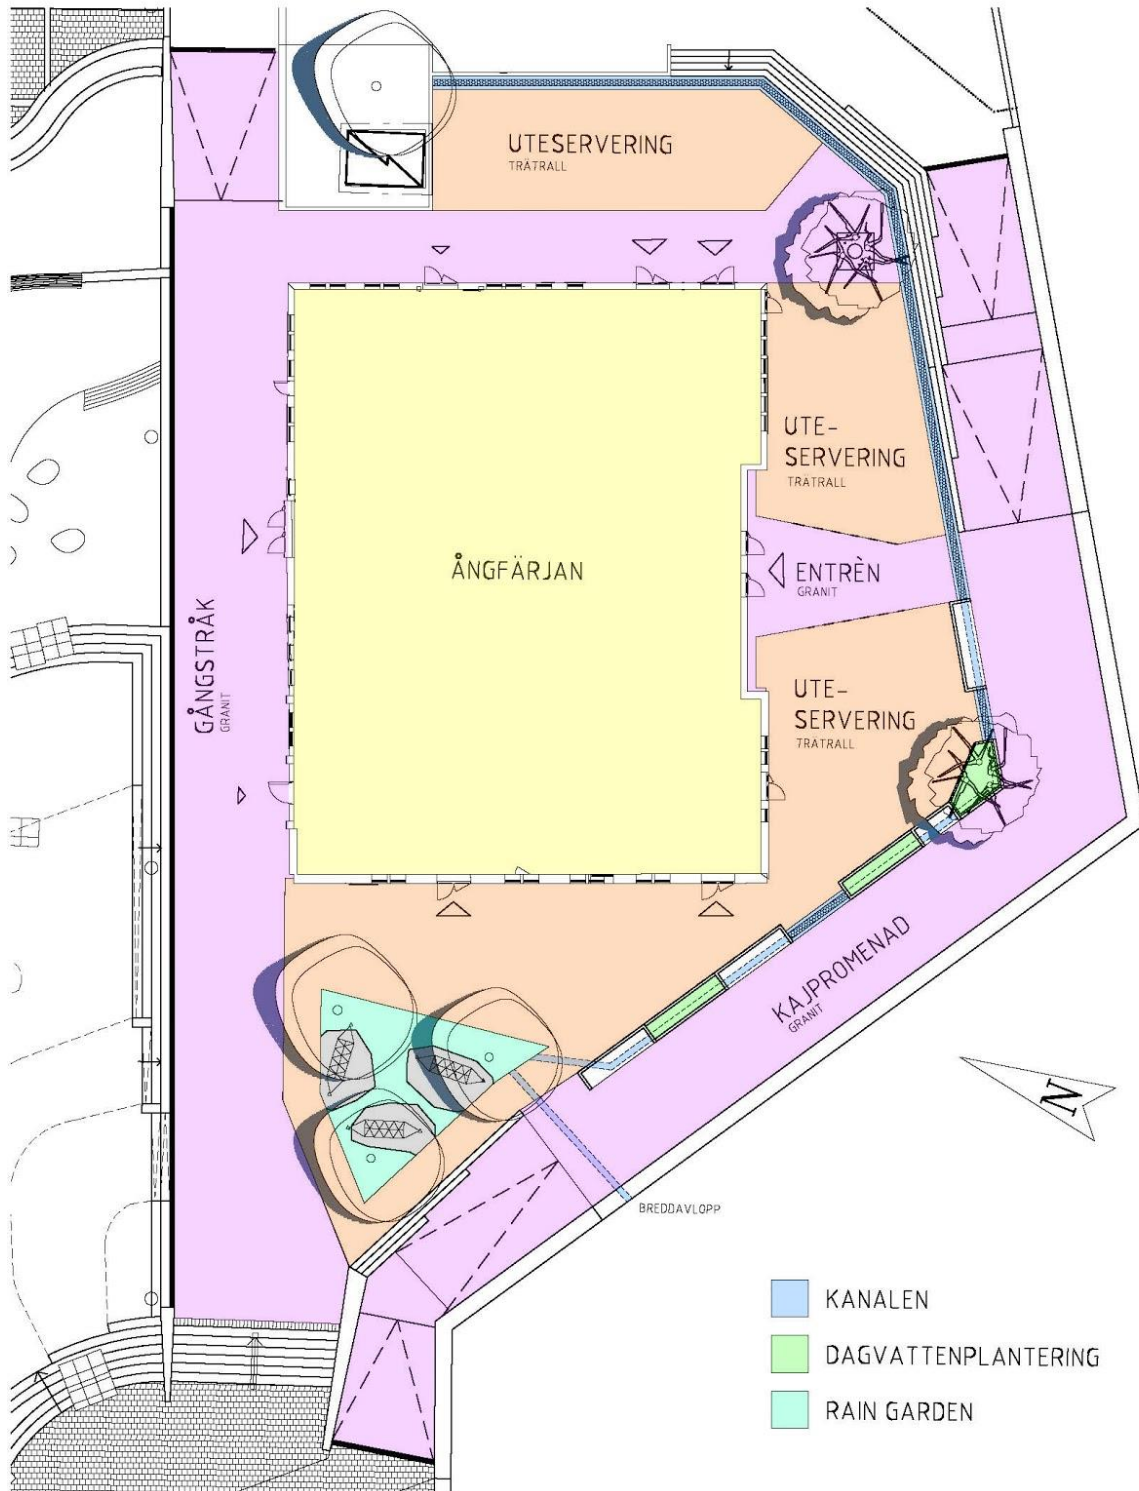 UTESERVERING
TRÄTRALL
UTE-
SERVERING
TRÄTRALL
ÅNGFÄRJAN
ENTRÈN
GRANIT
GÅNGSTRÅK
GRANIT
UTE-
SERVERING
TRÄTRALL
KAJPROMENAD
GRANIT
N
BREDDAVLOPP
KANALEN
DAGVATTENPLANTERING
RAIN GARDEN